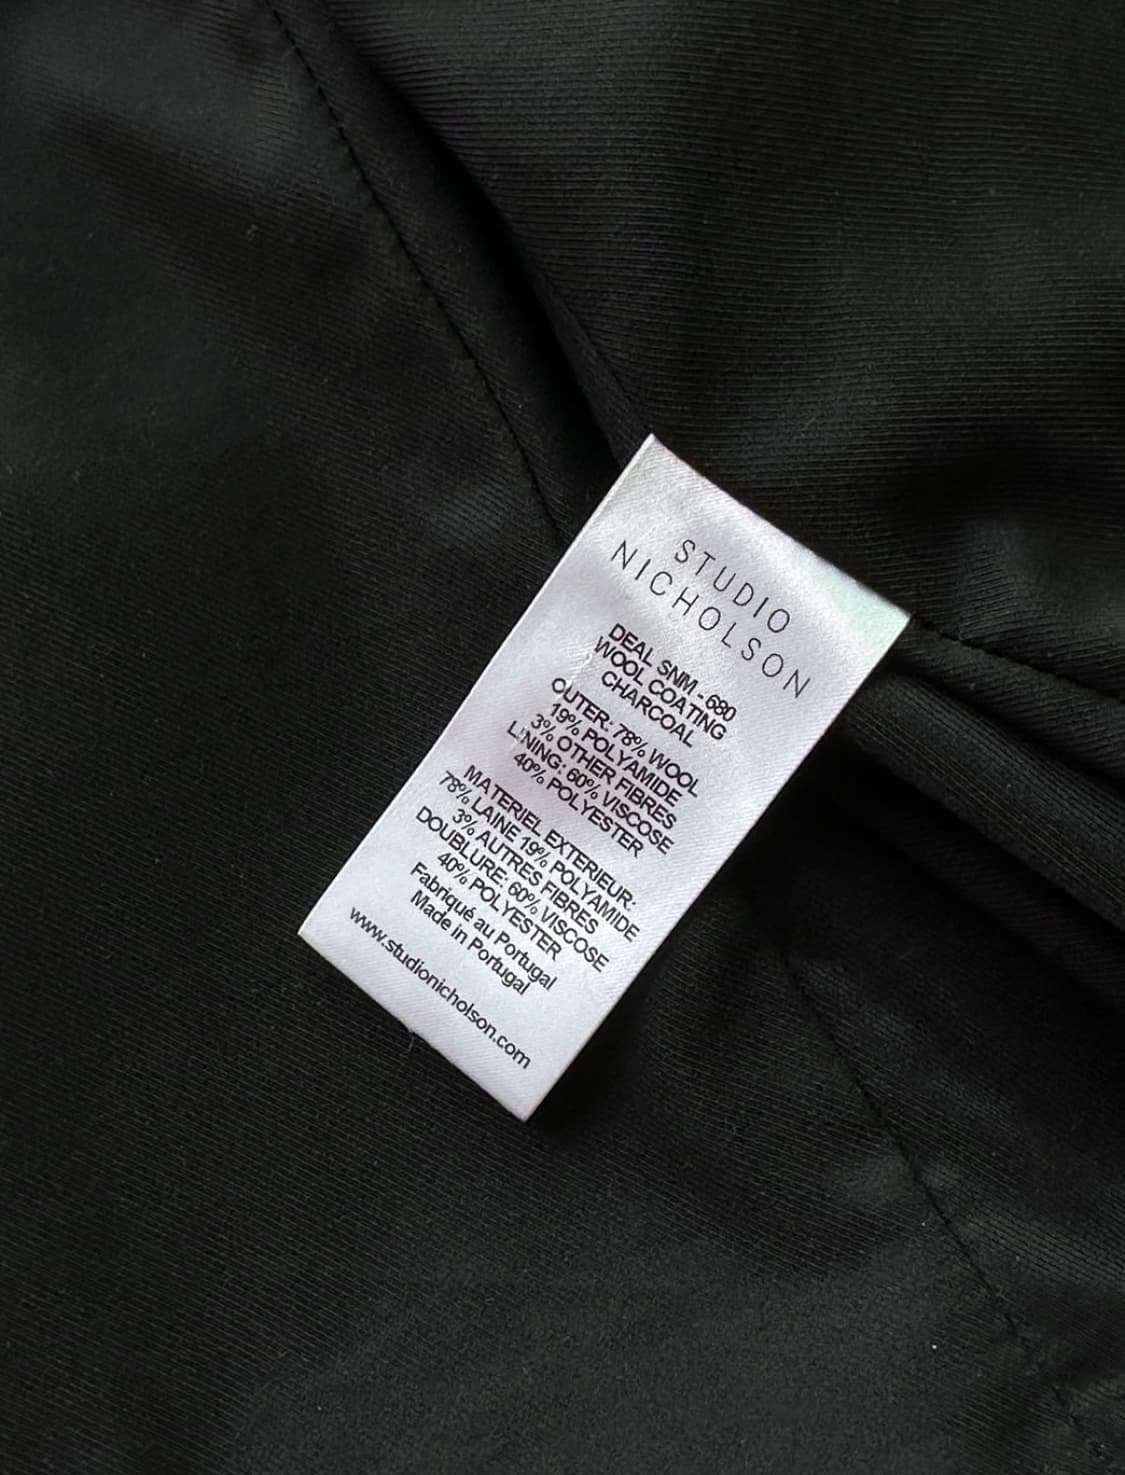 STUDIO
NICHOLSON
DEAL SNM - 680
WOOL COATING
CHARCOAL
OUTER: 78% WOOL
19% POLYAMIDE
3% OTHER FIBRES
LINING: 60% VISCOSE
40% POLYESTER
MATERIEL EXTERIEUR:
78% LAINE 19% POLYAMIDE
3% AUTRES FIBRES
DOUBLURE: 60% VISCOSE
40% POLYESTER
Fabriqué au Portugal
Made in Portugal
www.studionicholson.com